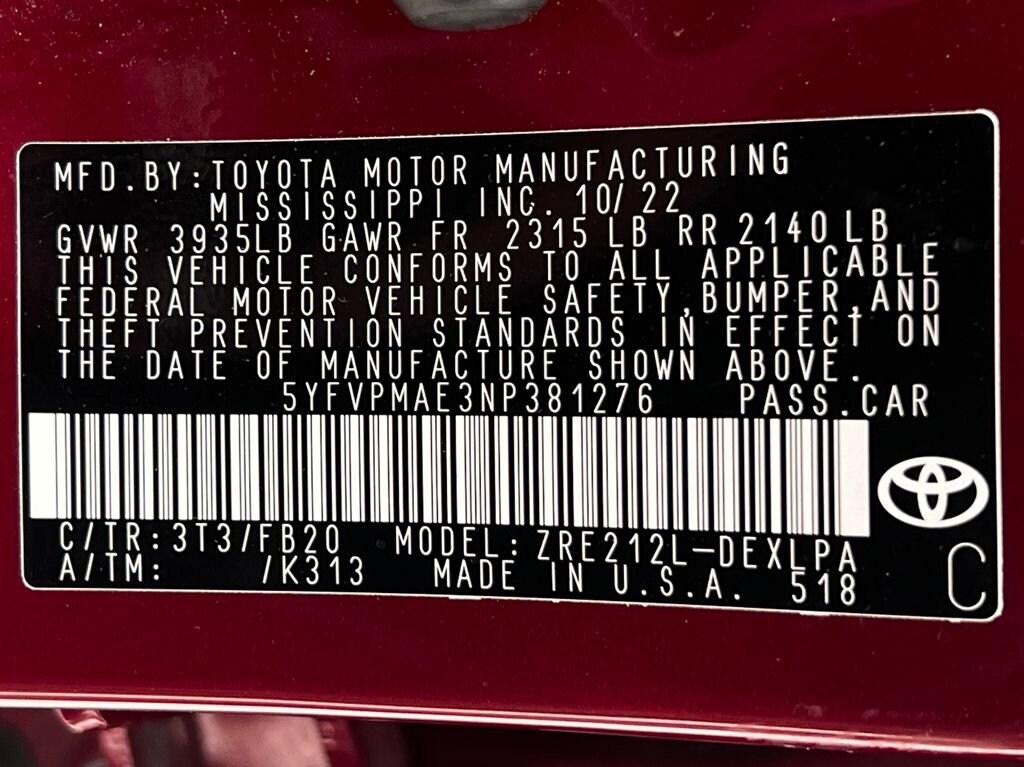 MFD.BY:TOYOTA MOTOR MANUFACTURING
MISSISSIPPI INC. 10/22
GVWR 3935LB GAWR FR 2315 LB RR 2140 LB
THIS VEHICLE CONFORMS TO ALL APPLICABLE
FEDERAL MOTOR VEHICLE SAFETY,BUMPER,AND
THEFT PREVENTION STANDARDS IN EFFECT ON
THE DATE OF MANUFACTURE SHOWN ABOVE.
5YFVPMAE3NP381276 PASS.CAR
C/TR:3T3/FB20 MODEL:ZRE212L-DEXLPA
A/TM: /K313 MADE IN U.S.A. 518
C